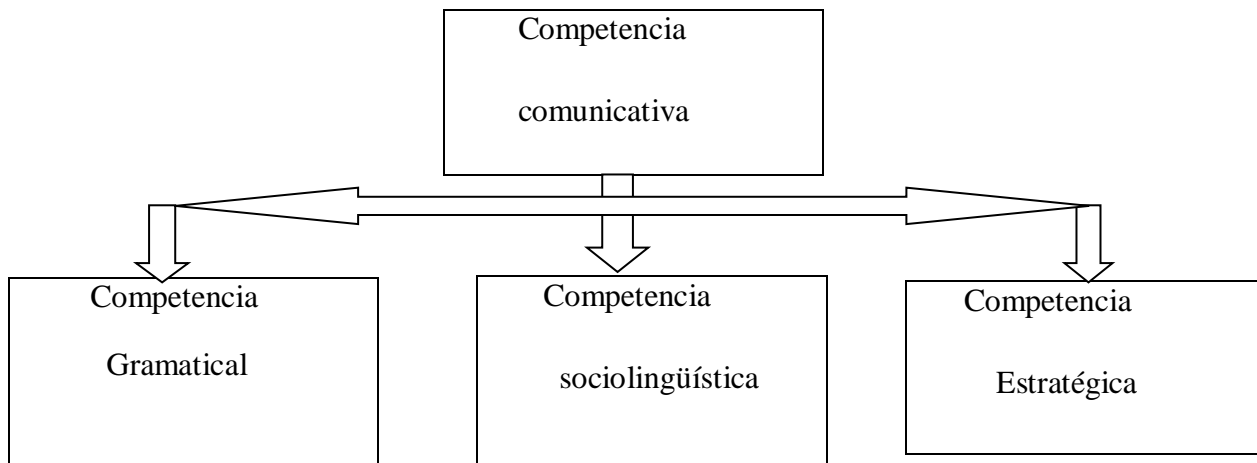 Competencia
comunicativa
Competencia
Gramatical
Competencia
sociolingüística
Competencia
Estratégica